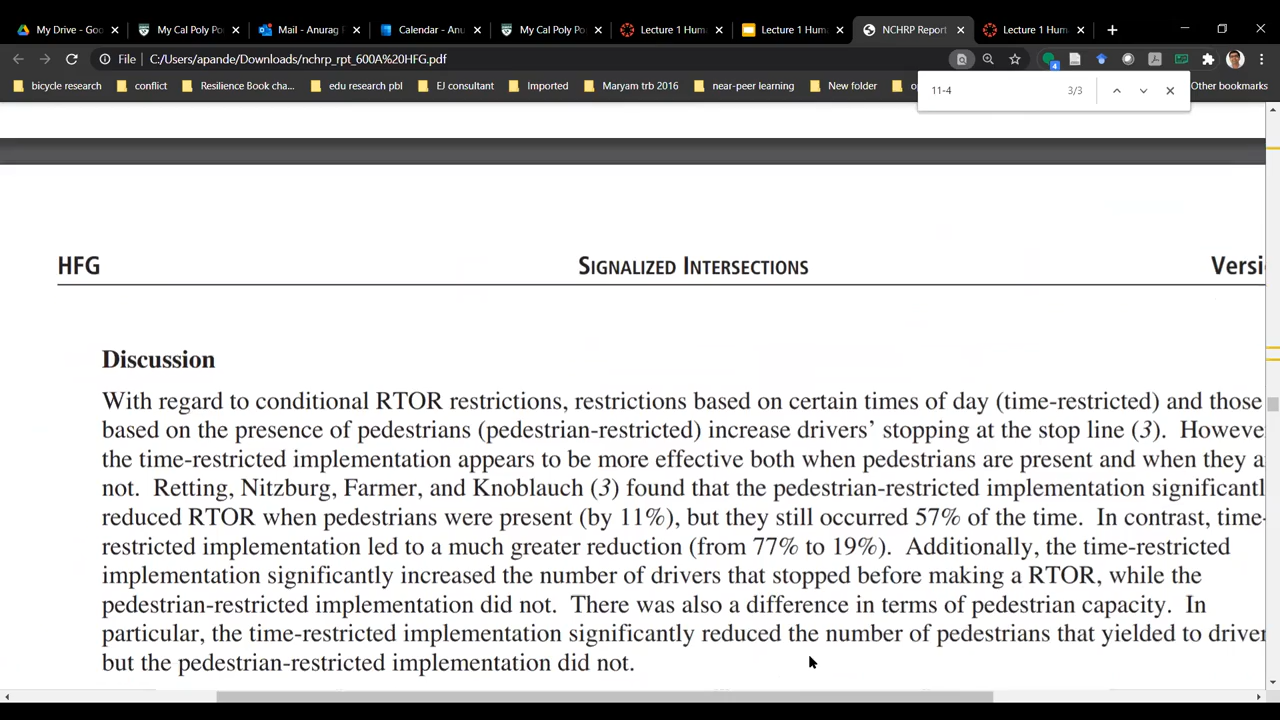 My Drive - Goo
My Cal Poly Po
Mail - Anurag
Calendar - Anu
My Cal Poly Po
Lecture 1 Hum
Lecture 1 Hum
NCHRP Report
Lecture 1 Hum
File C:/Users/apande/Downloads/nchrp_rpt_600A%20HFG.pdf
4
bicycle research
conflict
Resilience Book cha...
edu research pbl
EJ consultant
Imported
Maryam trb 2016
near-peer learning
New folder
Other bookmarks
11-4 3/3
HFG SIGNALIZED INTERSECTIONS Versi
Discussion
With regard to conditional RTOR restrictions, restrictions based on certain times of day (time-restricted) and those
based on the presence of pedestrians (pedestrian-restricted) increase drivers’ stopping at the stop line (3). Howeve
the time-restricted implementation appears to be more effective both when pedestrians are present and when they a
not. Retting, Nitzburg, Farmer, and Knoblauch (3) found that the pedestrian-restricted implementation significantl
reduced RTOR when pedestrians were present (by 11%), but they still occurred 57% of the time. In contrast, time-
restricted implementation led to a much greater reduction (from 77% to 19%). Additionally, the time-restricted
implementation significantly increased the number of drivers that stopped before making a RTOR, while the
pedestrian-restricted implementation did not. There was also a difference in terms of pedestrian capacity. In
particular, the time-restricted implementation significantly reduced the number of pedestrians that yielded to driver
but the pedestrian-restricted implementation did not.